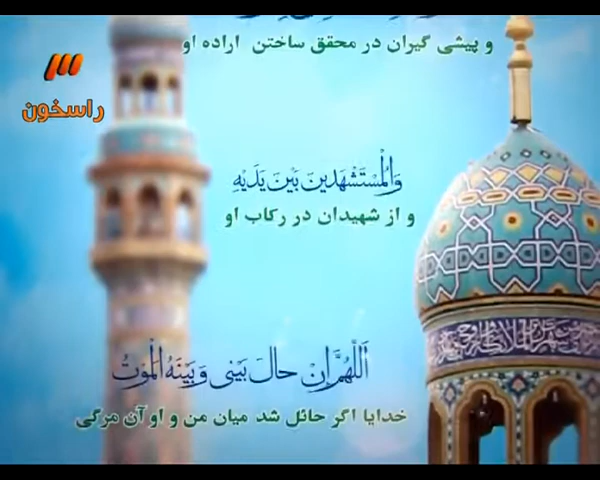 و پیشی گیران در محقق ساختن اراده او
راسخون
وَالْمُسْتَشْهَدینَ بَیْنَ یَدَیْهِ
و از شهیدان در رکاب او
اَللّهُمَّ اِنْ حالَ بَیْنی وَ بَیْنَهُ الْمَوْتُ
خدایا اگر حائل شد میان من و او آن مرگی